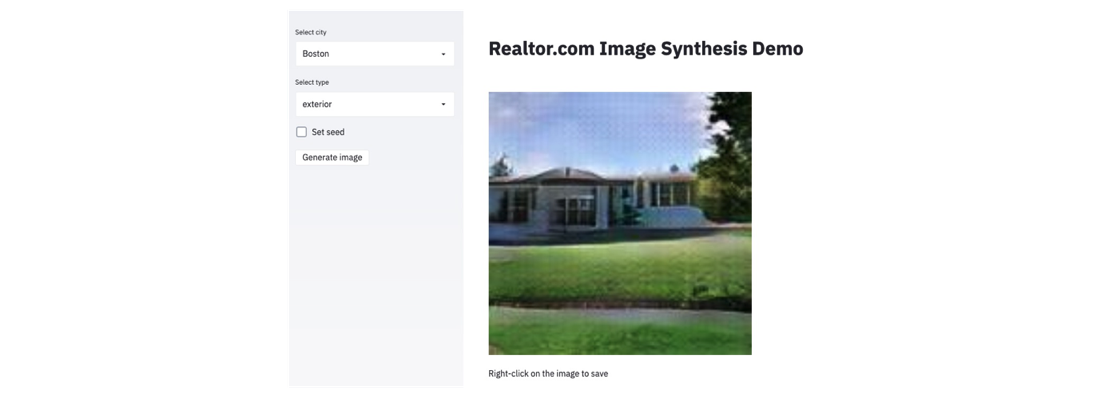 Select city
Boston
Select type
exterior
Set seed
Generate image
Realtor.com Image Synthesis Demo
Right-click on the image to save